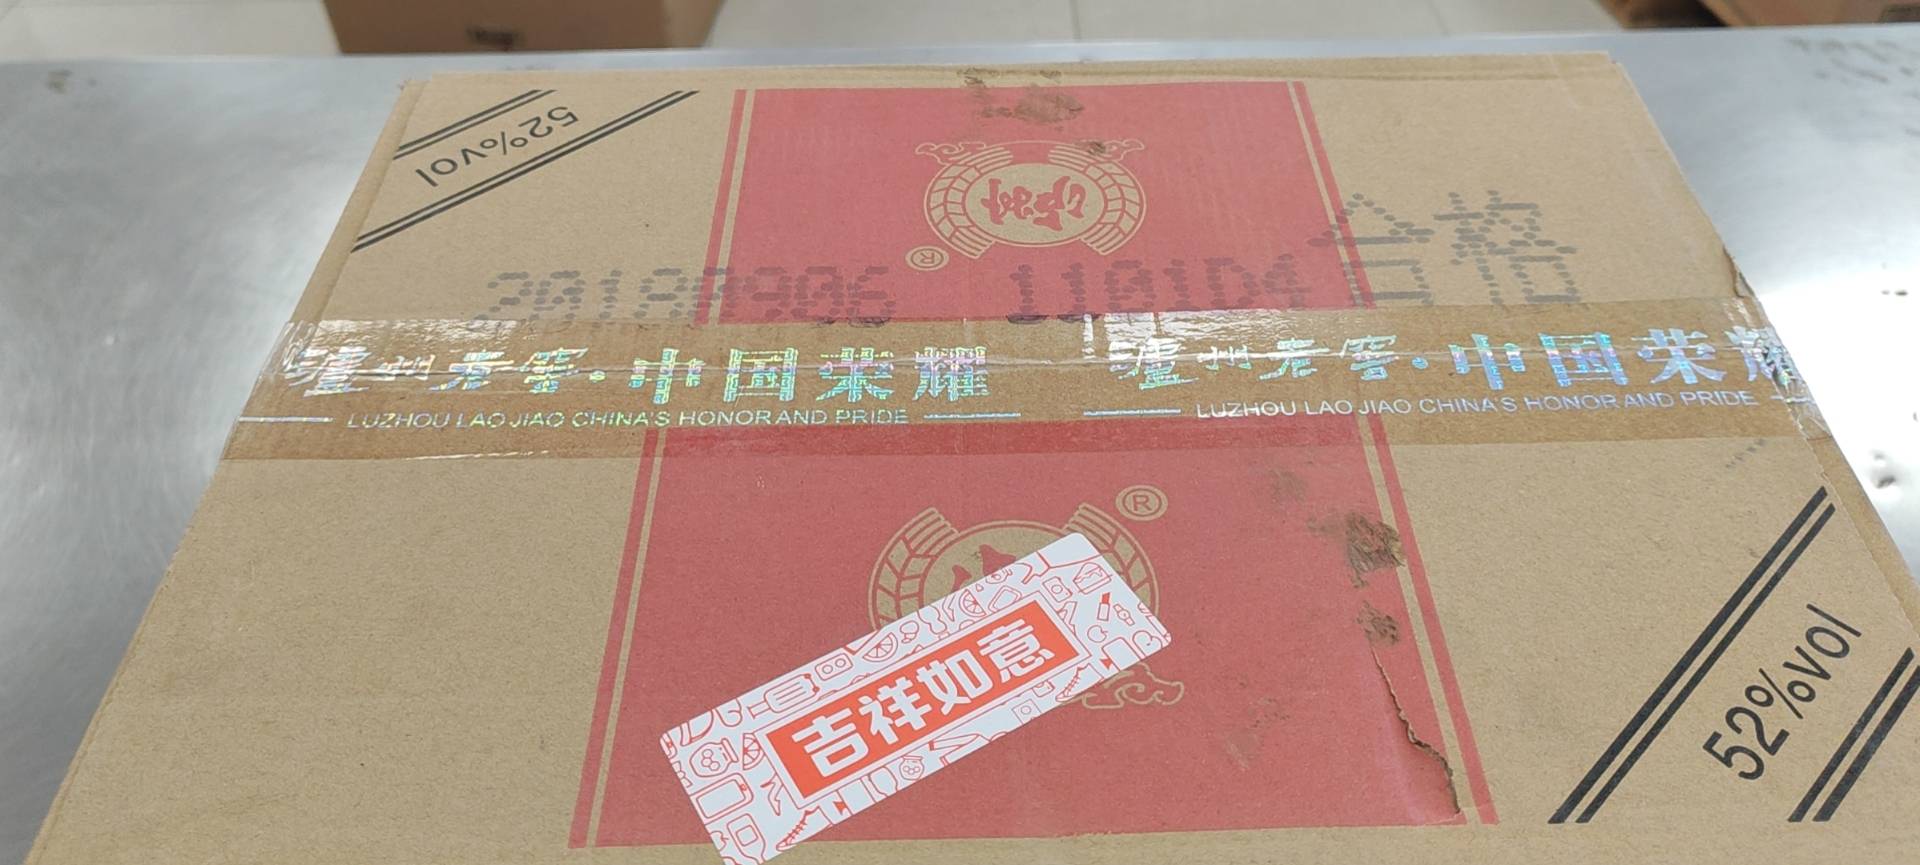 52%vol
®
20180906 1101D4 合格
泸州老窖·中国荣耀 泸州老窖·中国荣耀
LUZHOU LAO JIAO CHINA'S HONOR AND PRIDE LUZHOU LAO JIAO CHINA'S HONOR AND PRIDE
®
吉祥如意
52%vol